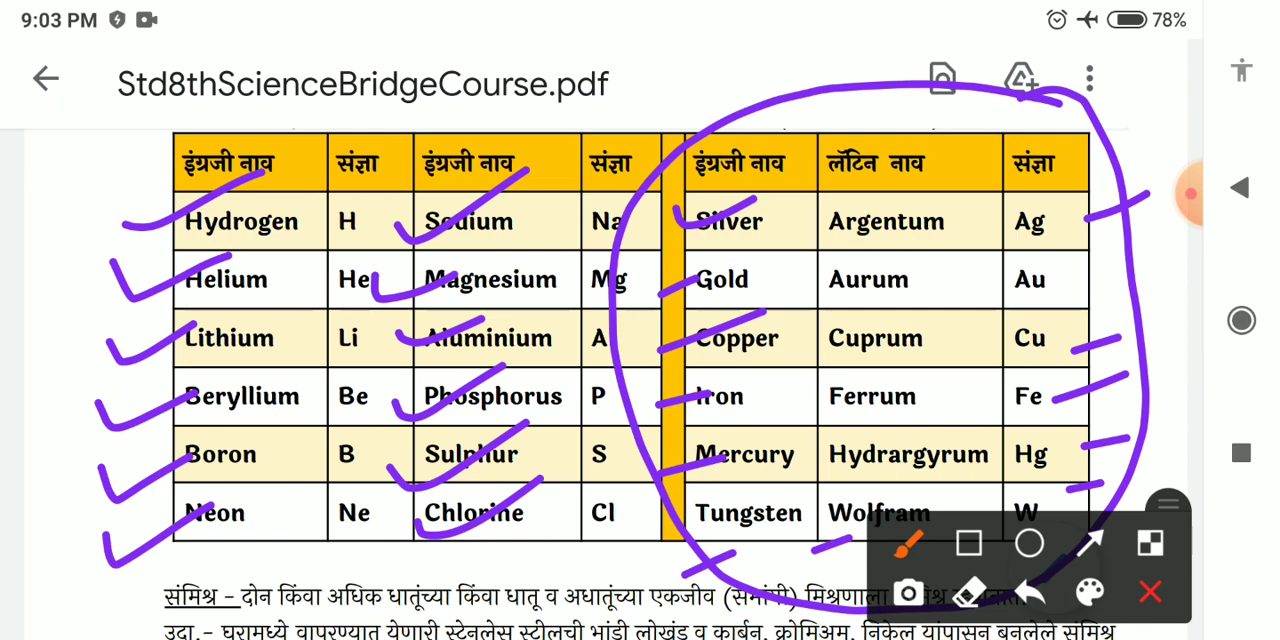 9:03 PM 78%
Std8thScienceBridgeCourse.pdf
इंग्रजी नाव संज्ञा इंग्रजी नाव संज्ञा इंग्रजी नाव लॅटिन नाव संज्ञा
Hydrogen H Sodium Na Silver Argentum Ag
Helium He Magnesium Mg Gold Aurum Au
Lithium Li Aluminium A Copper Cuprum Cu
Beryllium Be Phosphorus P Iron Ferrum Fe
Boron B Sulphur S Mercury Hydrargyrum Hg
Neon Ne Chlorine Cl Tungsten Wolfram W
संमिश्र - दोन किंवा अधिक धातूंच्या किंवा धातू व अधातूंच्या एकजीव (समांगी) मिश्रणाला
उदा.- घरामध्ये वापरण्यात येणारी स्टेनलेस स्टीलची भांडी लोखंड व कार्बन, क्रोमिअम, निकेल यांपासून बनलेले संमिश्र